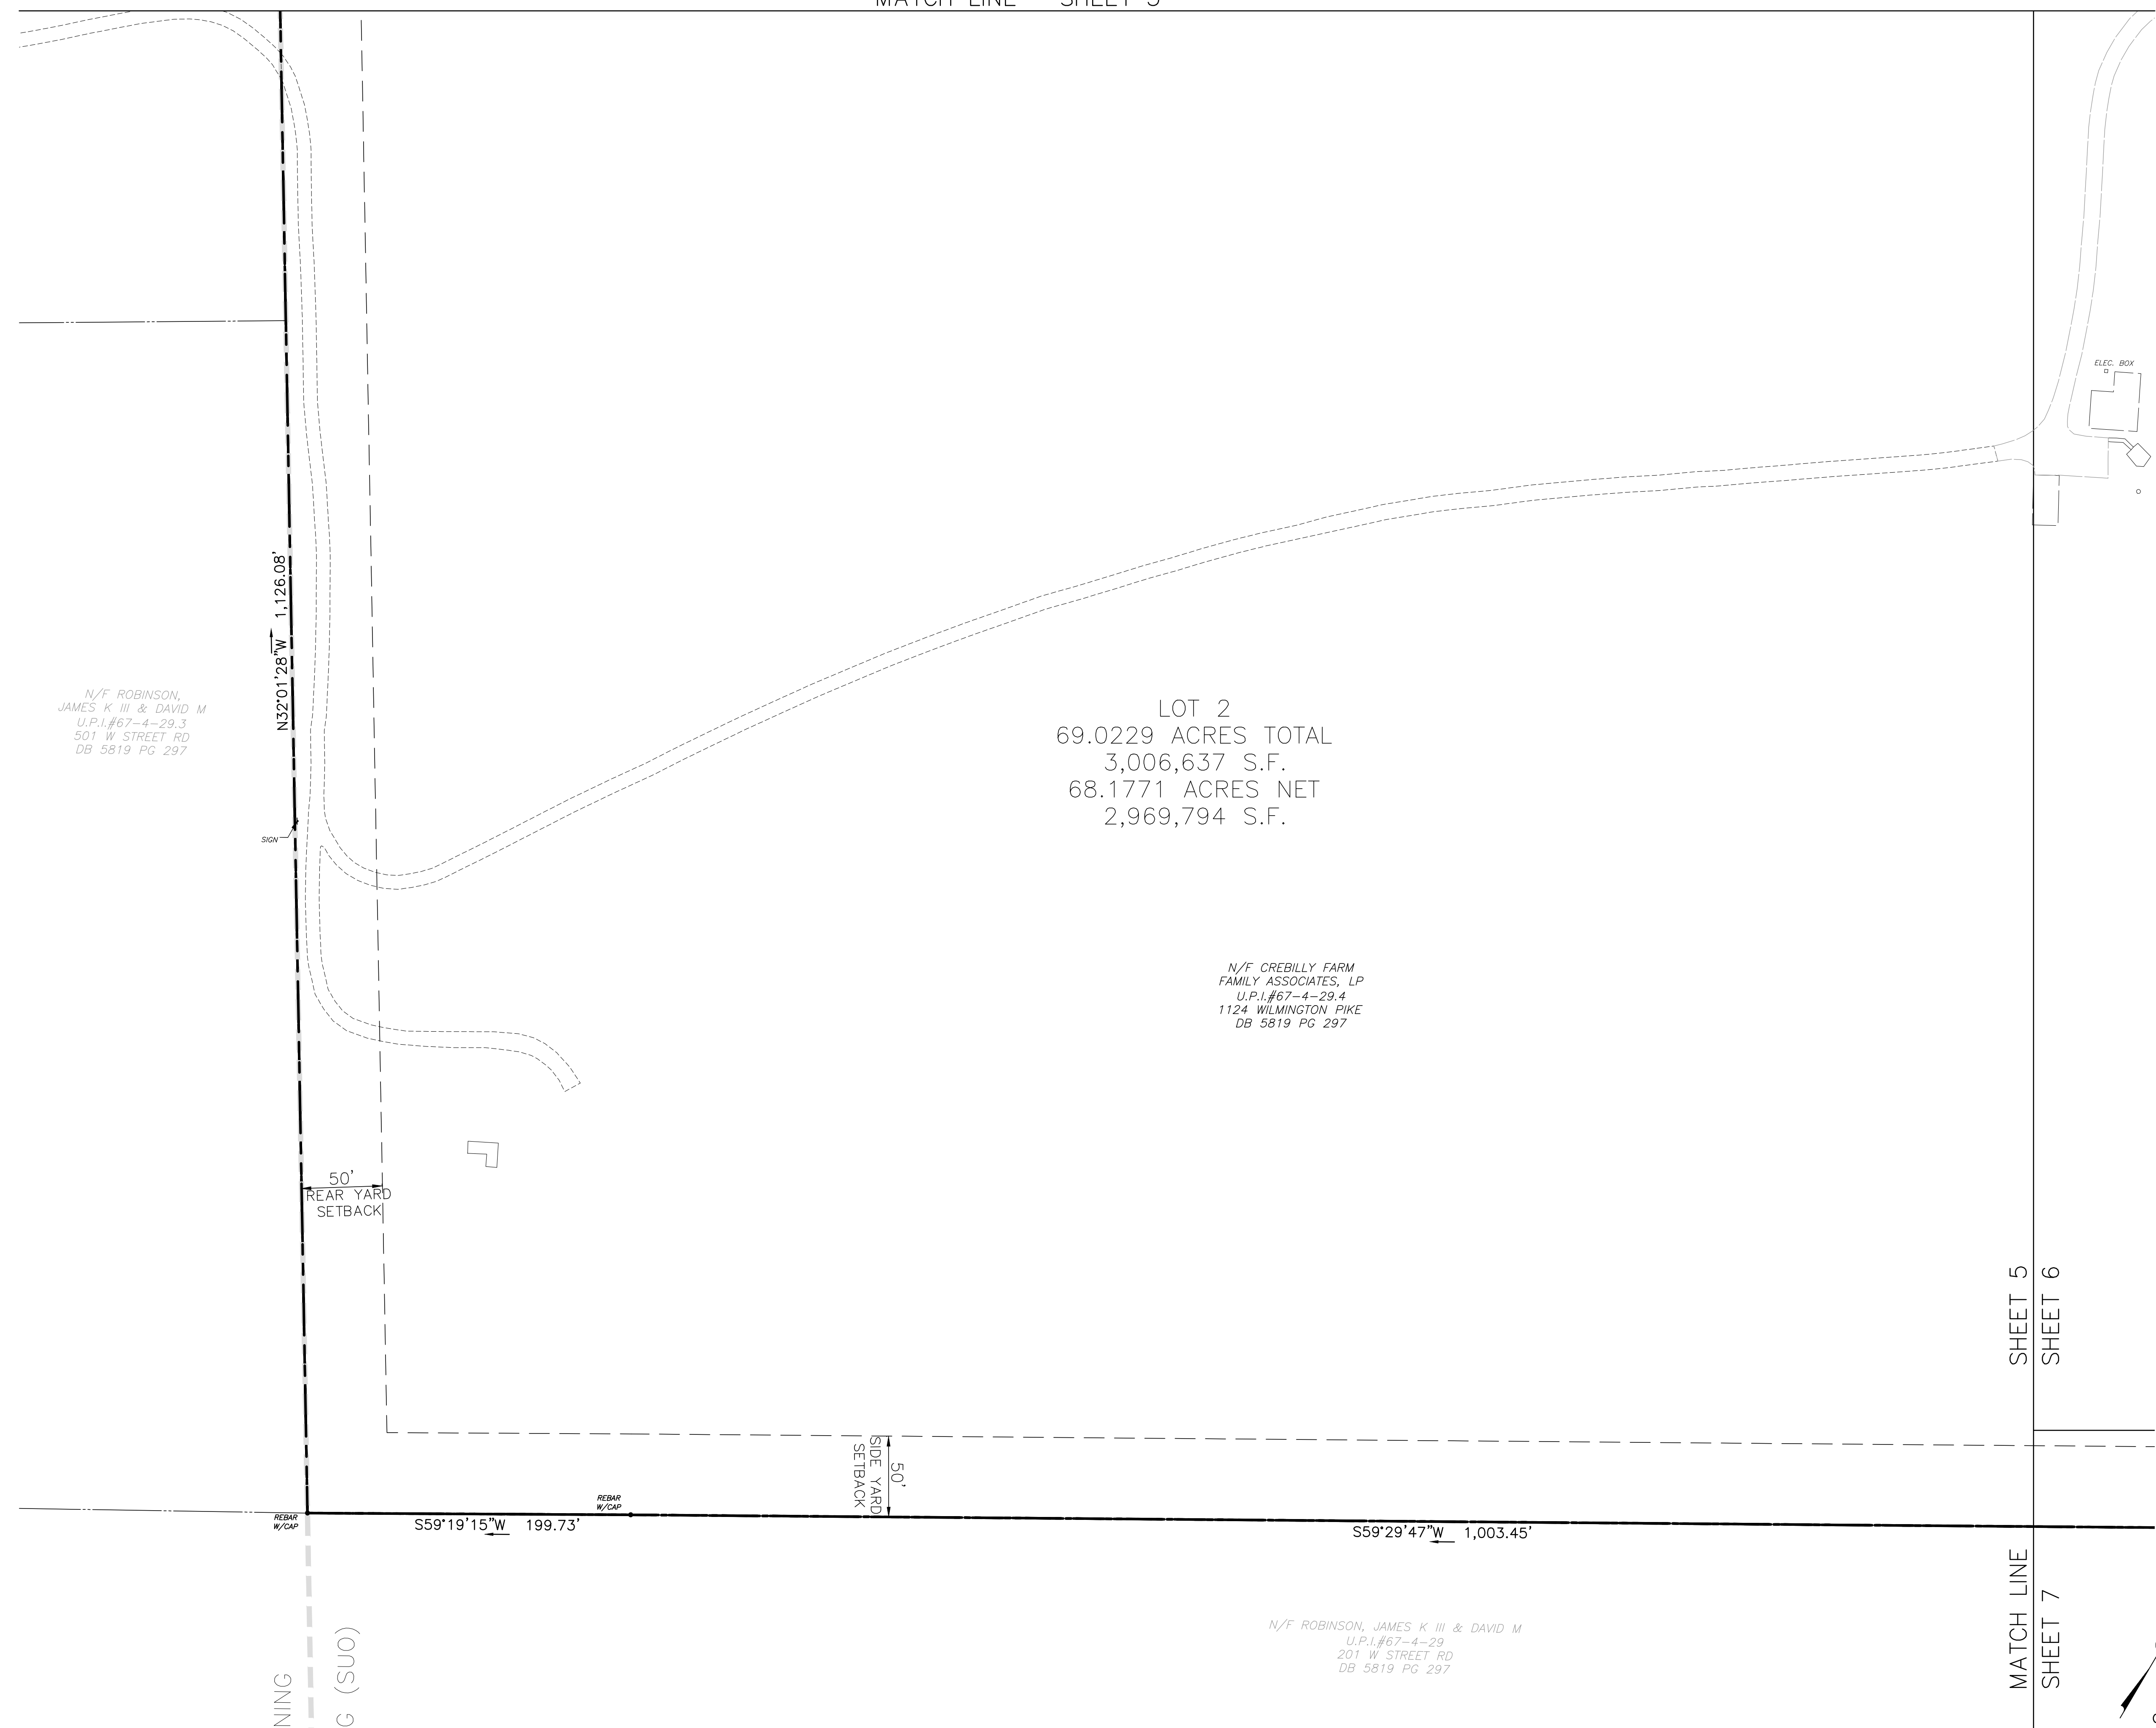 MATCH LINE SHEET 3
ELEC. BOX
N32°01'28"W 1,126.08'
N/F ROBINSON,
JAMES K III & DAVID M
U.P.I.#67-4-29.3
501 W STREET RD
DB 5819 PG 297
LOT 2
69.0229 ACRES TOTAL
3,006,637 S.F.
68.1771 ACRES NET
2,969,794 S.F.
SIGN
N/F CREBILLY FARM
FAMILY ASSOCIATES, LP
U.P.I.#67-4-29.4
1124 WILMINGTON PIKE
DB 5819 PG 297
50'
REAR YARD
SETBACK
SHEET 5
SHEET 6
50'
SIDE YARD
SETBACK
REBAR
W/CAP
REBAR
W/CAP
S59°19'15"W 199.73'
S59°29'47"W 1,003.45'
MATCH LINE
SHEET 7
N/F ROBINSON, JAMES K III & DAVID M
U.P.I.#67-4-29
201 W STREET RD
DB 5819 PG 297
NING
G (SUO)